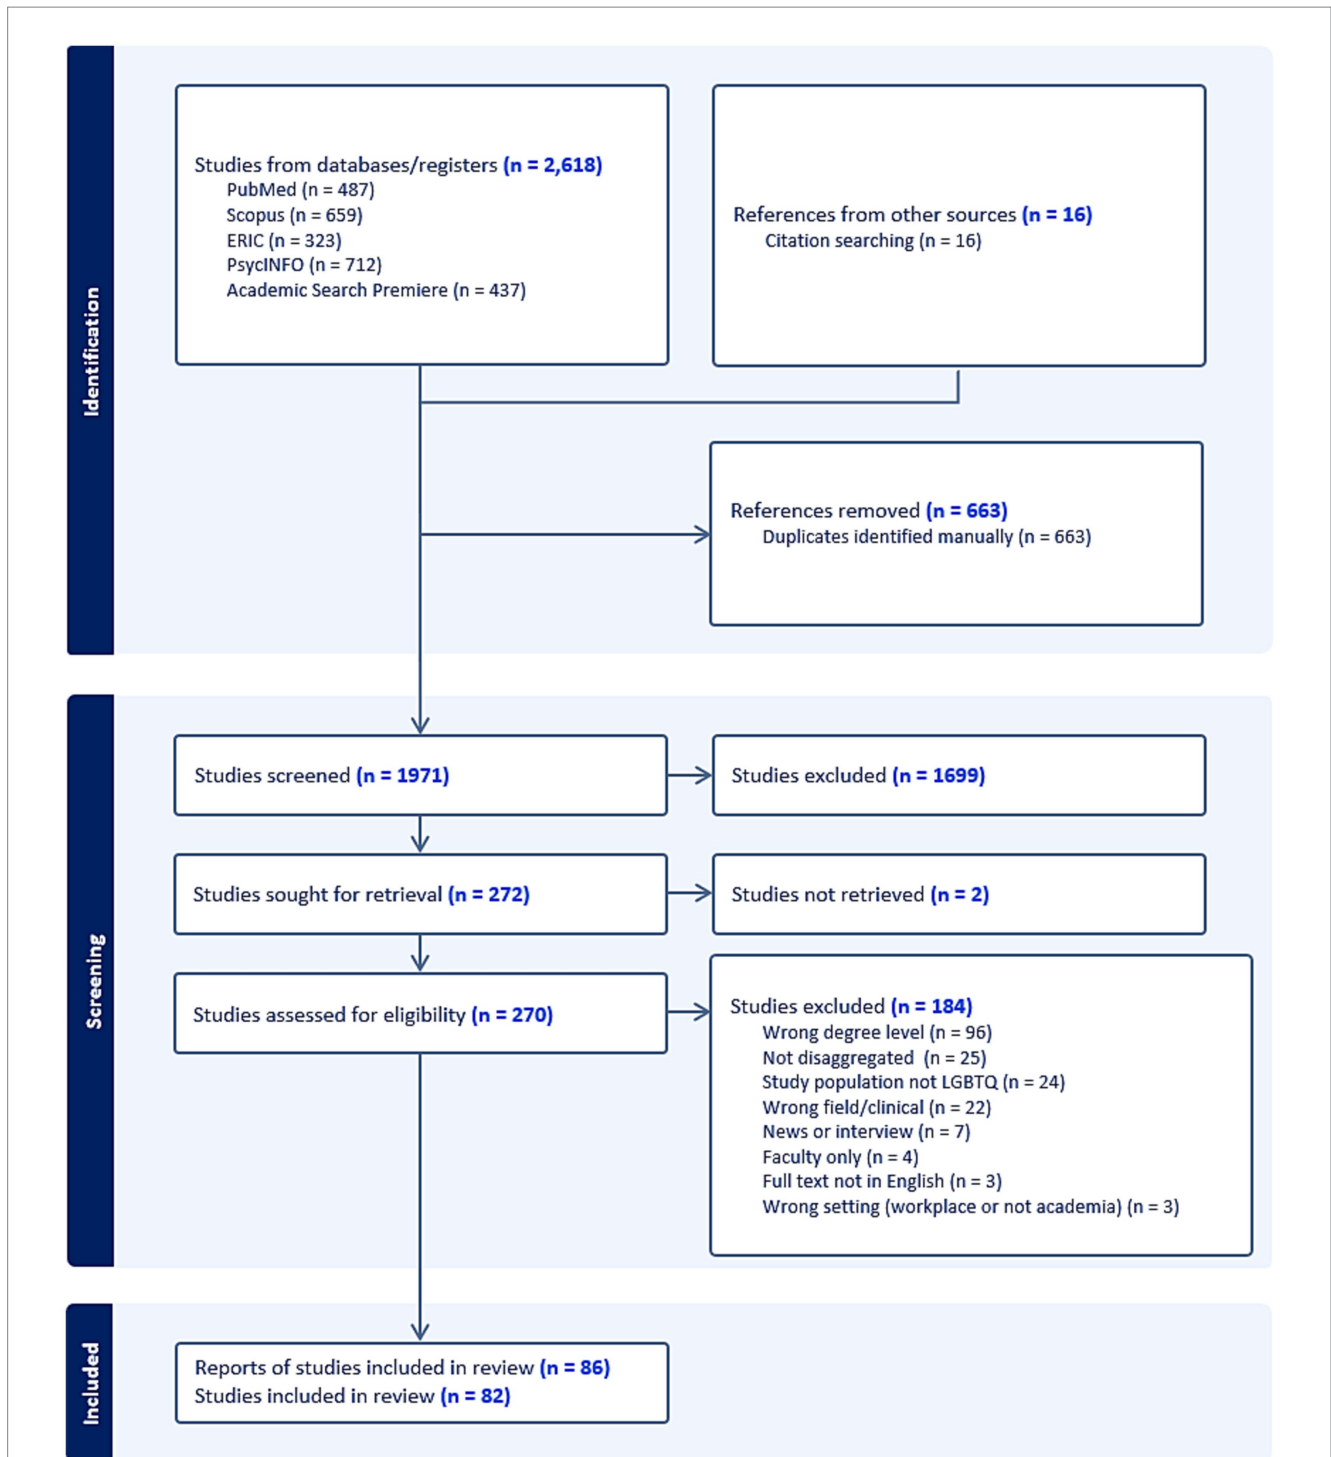 Identification
Studies from databases/registers (n = 2,618)
PubMed (n = 487)
Scopus (n = 659)
ERIC (n = 323)
PsycINFO (n = 712)
Academic Search Premiere (n = 437)
References from other sources (n = 16)
Citation searching (n = 16)
References removed (n = 663)
Duplicates identified manually (n = 663)
Screening
Studies screened (n = 1971)
Studies excluded (n = 1699)
Studies sought for retrieval (n = 272)
Studies not retrieved (n = 2)
Studies assessed for eligibility (n = 270)
Studies excluded (n = 184)
Wrong degree level (n = 96)
Not disaggregated (n = 25)
Study population not LGBTQ (n = 24)
Wrong field/clinical (n = 22)
News or interview (n = 7)
Faculty only (n = 4)
Full text not in English (n = 3)
Wrong setting (workplace or not academia) (n = 3)
Included
Reports of studies included in review (n = 86)
Studies included in review (n = 82)